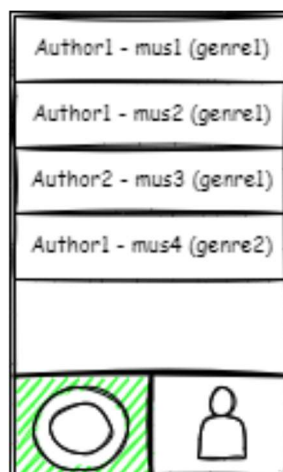 Author1 - mus1 (genre1)
Author1 - mus2 (genre1)
Author2 - mus3 (genre1)
Author1 - mus4 (genre2)